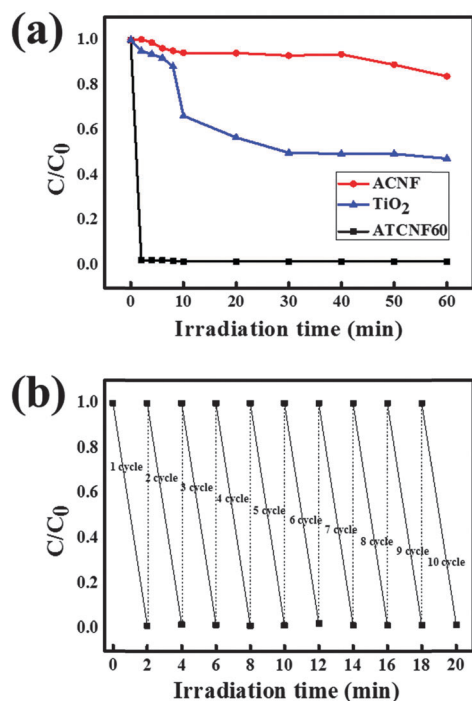 (a)
1.0
0.8
0.6
0.4
0.2
0.0
C/C0
ACNF
TiO2
ATCNF60
0 10 20 30 40 50 60
Irradiation time (min)
(b)
1.0
0.8
0.6
0.4
0.2
0.0
C/C0
1 cycle
2 cycle
3 cycle
4 cycle
5 cycle
6 cycle
7 cycle
8 cycle
9 cycle
10 cycle
0 2 4 6 8 10 12 14 16 18 20
Irradiation time (min)